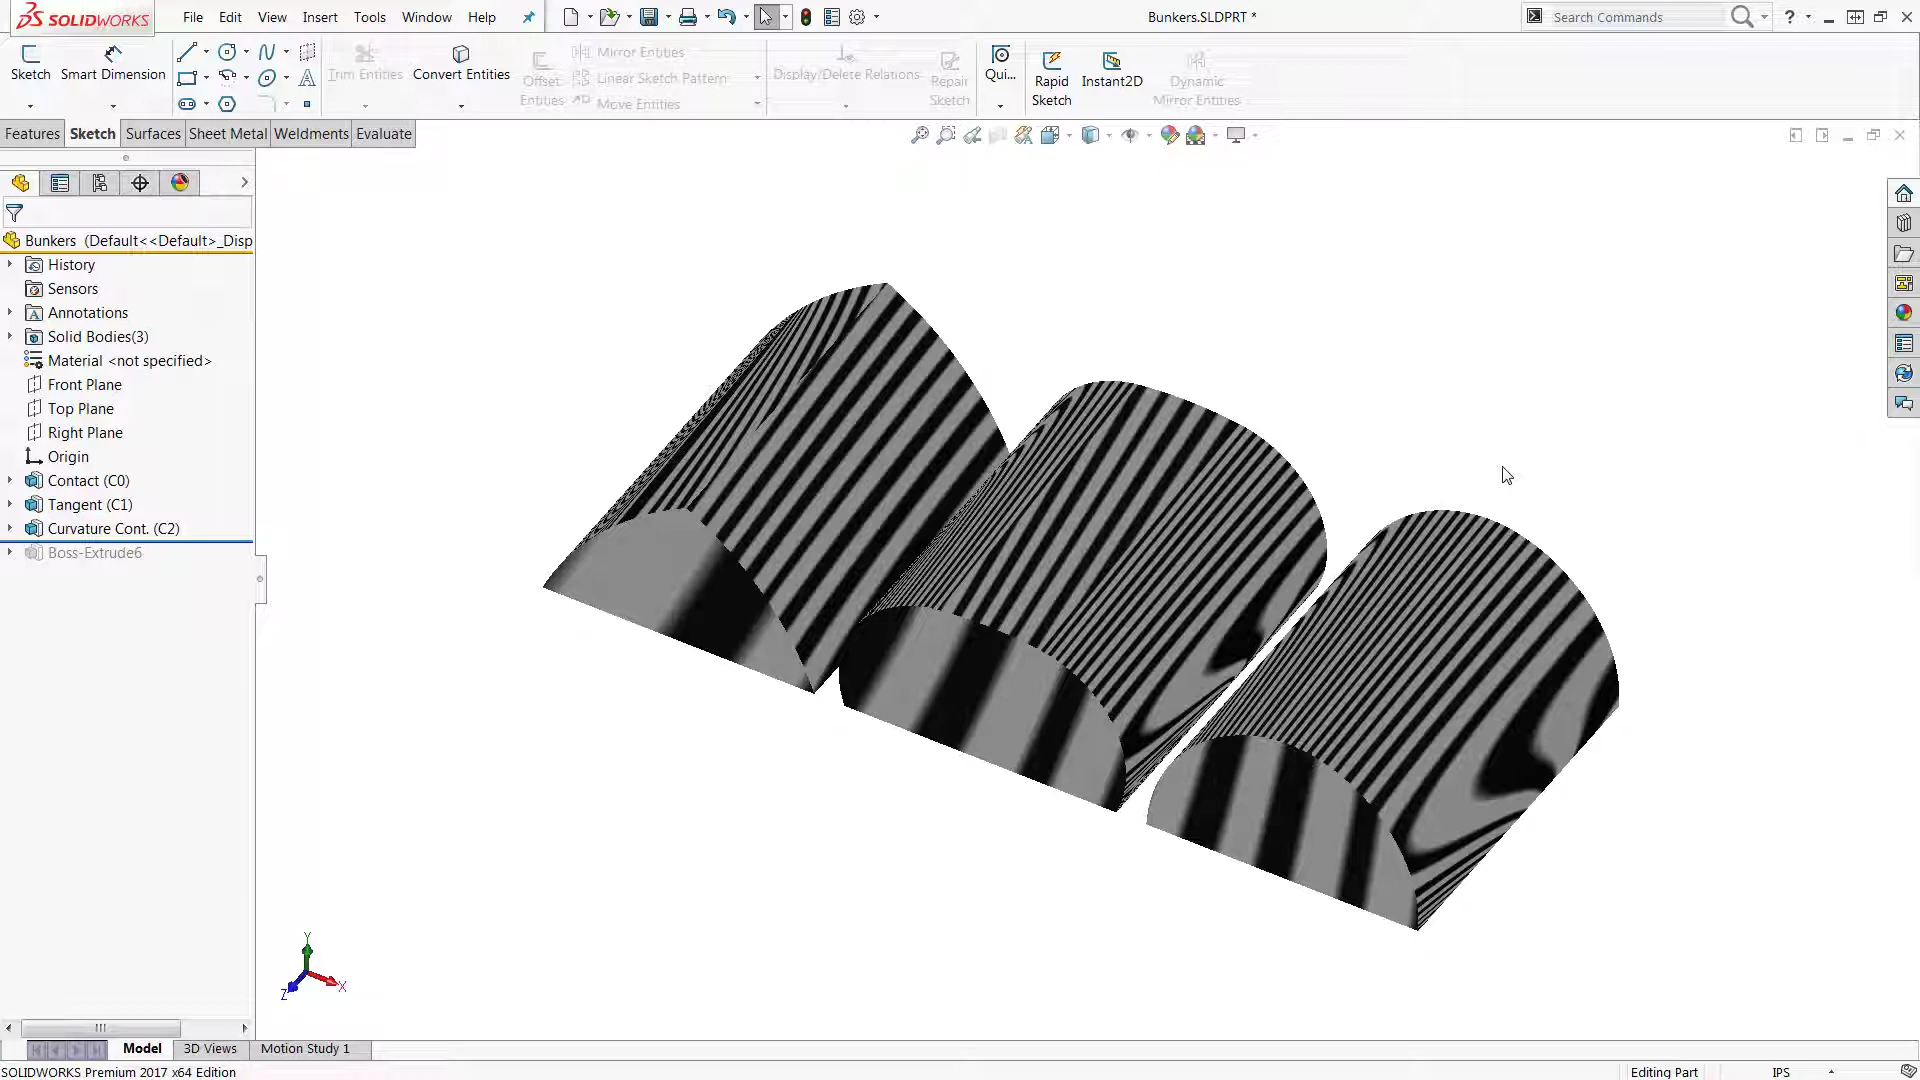 SOLIDWORKS File Edit View Insert Tools Window Help Bunkers.SLDPRT * Search Commands ?
Sketch Smart Dimension Trim Entities Convert Entities Offset Entities Mirror Entities Linear Sketch Pattern Move Entities Display/Delete Relations Repair Sketch Qui... Rapid Sketch Instant2D Dynamic Mirror Entities
Features Sketch Surfaces Sheet Metal Weldments Evaluate
Bunkers (Default<<Default>_Disp
History
Sensors
A Annotations
Solid Bodies(3)
Material <not specified>
Front Plane
Top Plane
Right Plane
Origin
Contact (C0)
Tangent (C1)
Curvature Cont. (C2)
Boss-Extrude6
Y
X
Z
Model 3D Views Motion Study 1
SOLIDWORKS Premium 2017 x64 Edition Editing Part IPS